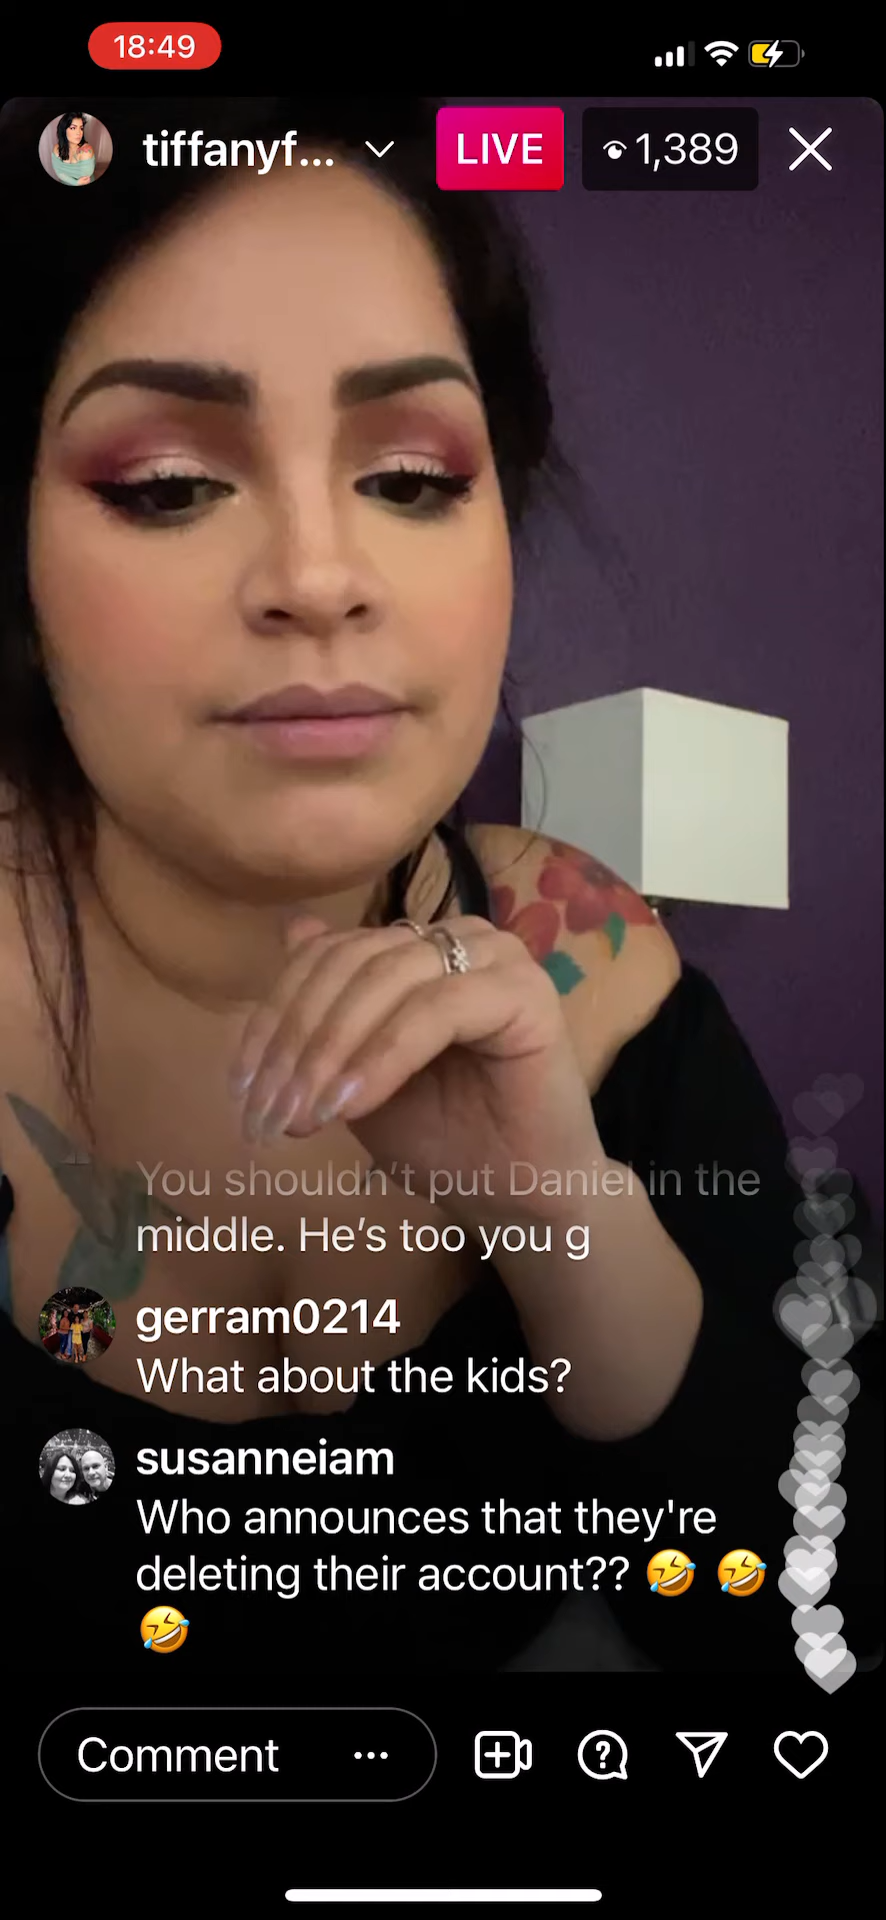 18:49
tiffanyf...
LIVE
1,389
You shouldn't put Daniel in the
middle. He's too you g
gerram0214
What about the kids?
susanneiam
Who announces that they're
deleting their account?? 🤣 🤣
🤣
Comment